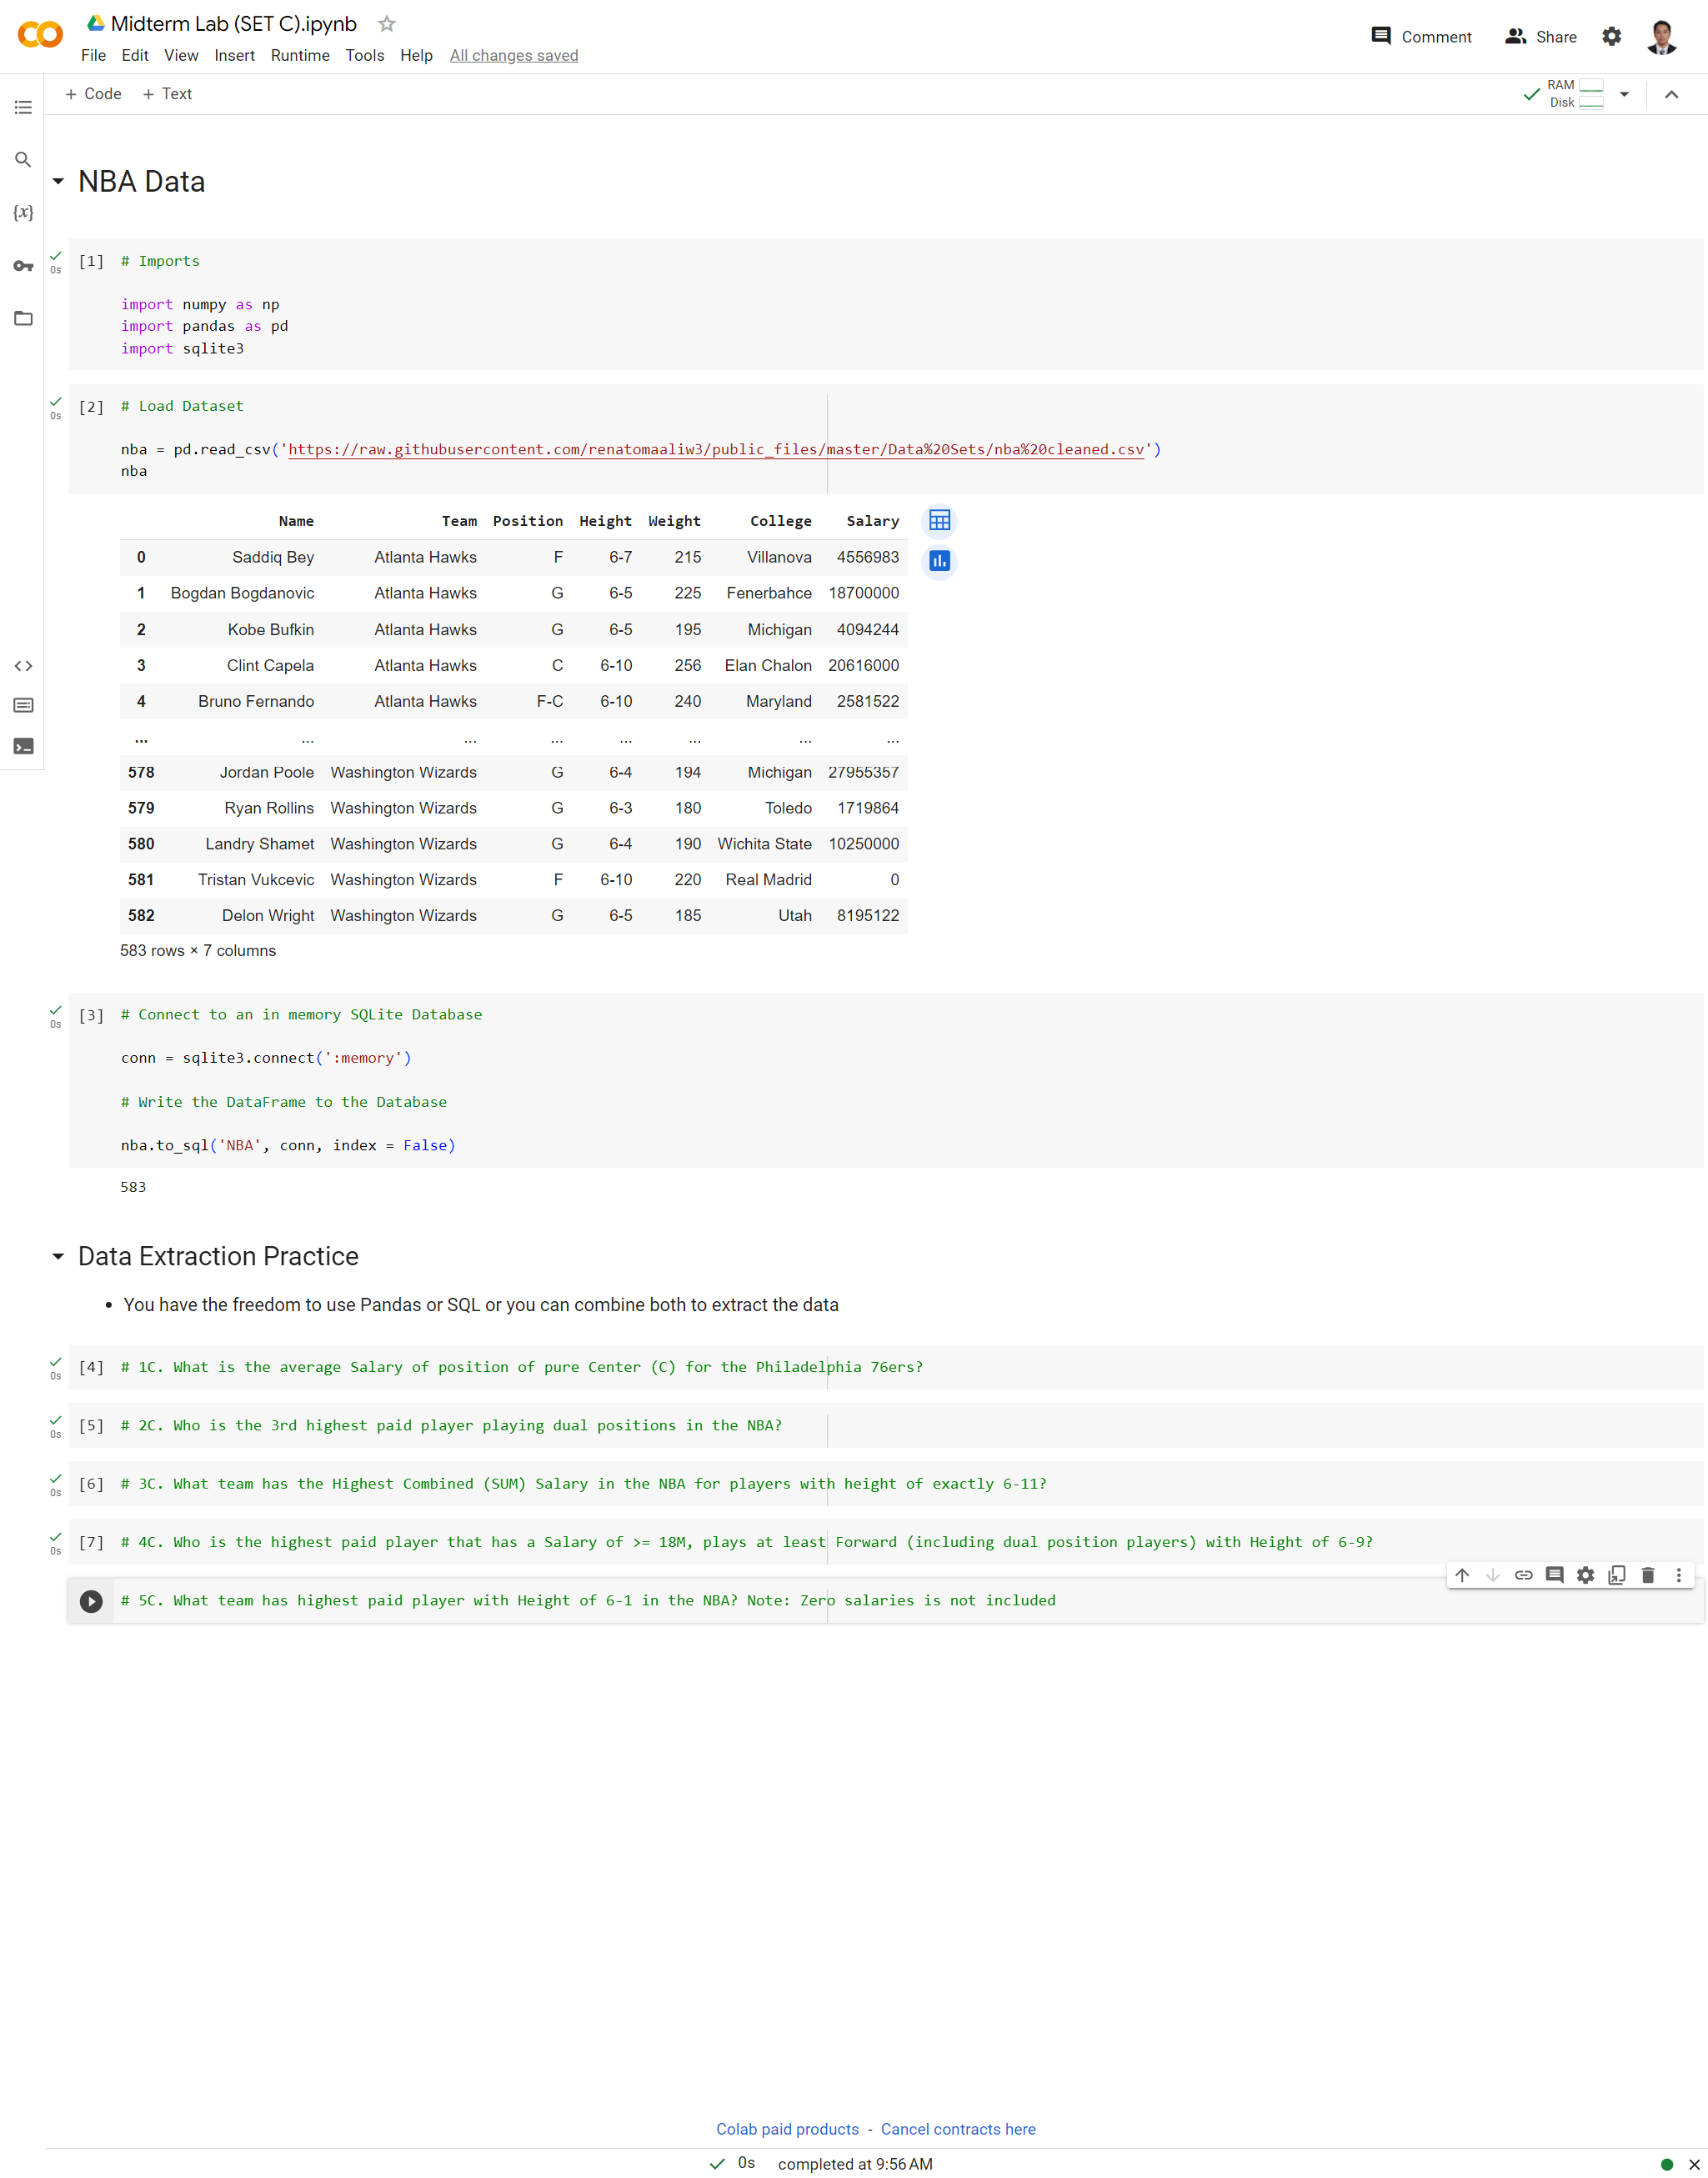 Midterm Lab (SET C).ipynb
File Edit View Insert Runtime Tools Help All changes saved
Comment Share
+ Code + Text
RAM
Disk
NBA Data
{x}
0s
[1] # Imports
import numpy as np
import pandas as pd
import sqlite3
0s
[2] # Load Dataset
nba = pd.read_csv('https://raw.githubusercontent.com/renatomaaliw3/public_files/master/Data%20Sets/nba%20cleaned.csv')
nba
Name Team Position Height Weight College Salary
0 Saddiq Bey Atlanta Hawks F 6-7 215 Villanova 4556983
1 Bogdan Bogdanovic Atlanta Hawks G 6-5 225 Fenerbahce 18700000
2 Kobe Bufkin Atlanta Hawks G 6-5 195 Michigan 4094244
3 Clint Capela Atlanta Hawks C 6-10 256 Elan Chalon 20616000
4 Bruno Fernando Atlanta Hawks F-C 6-10 240 Maryland 2581522
... ... ... ... ... ... ... ...
578 Jordan Poole Washington Wizards G 6-4 194 Michigan 27955357
579 Ryan Rollins Washington Wizards G 6-3 180 Toledo 1719864
580 Landry Shamet Washington Wizards G 6-4 190 Wichita State 10250000
581 Tristan Vukcevic Washington Wizards F 6-10 220 Real Madrid 0
582 Delon Wright Washington Wizards G 6-5 185 Utah 8195122
583 rows × 7 columns
0s
[3] # Connect to an in memory SQLite Database
conn = sqlite3.connect(':memory')
# Write the DataFrame to the Database
nba.to_sql('NBA', conn, index = False)
583
Data Extraction Practice
• You have the freedom to use Pandas or SQL or you can combine both to extract the data
0s
[4] # 1C. What is the average Salary of position of pure Center (C) for the Philadelphia 76ers?
0s
[5] # 2C. Who is the 3rd highest paid player playing dual positions in the NBA?
0s
[6] # 3C. What team has the Highest Combined (SUM) Salary in the NBA for players with height of exactly 6-11?
0s
[7] # 4C. Who is the highest paid player that has a Salary of >= 18M, plays at least Forward (including dual position players) with Height of 6-9?
# 5C. What team has highest paid player with Height of 6-1 in the NBA? Note: Zero salaries is not included
Colab paid products - Cancel contracts here
0s completed at 9:56 AM